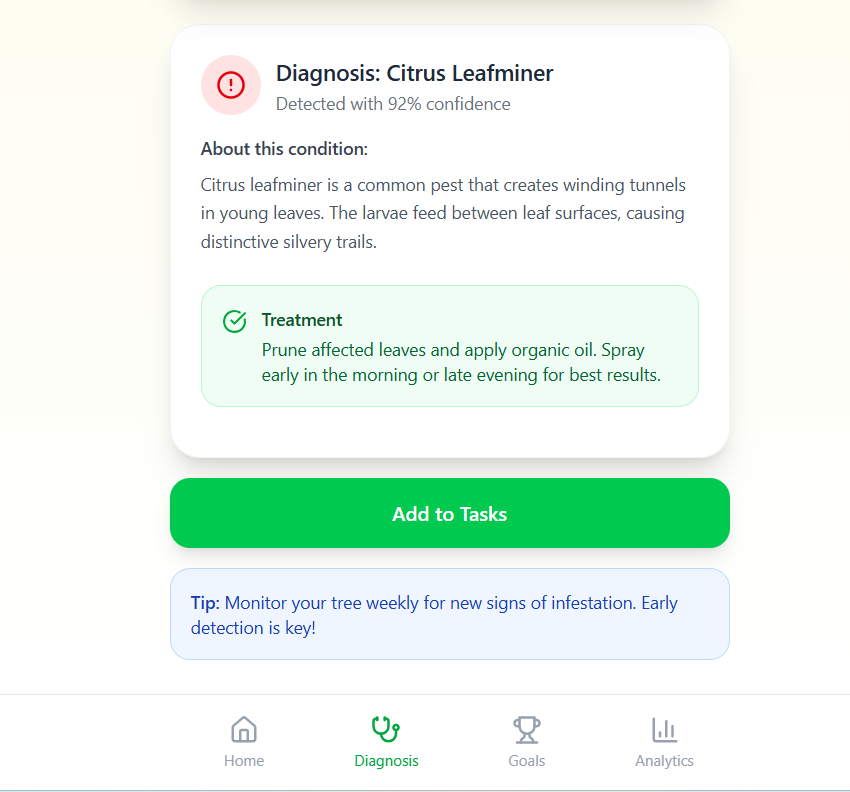 Diagnosis: Citrus Leafminer
Detected with 92% confidence
About this condition:
Citrus leafminer is a common pest that creates winding tunnels
in young leaves. The larvae feed between leaf surfaces, causing
distinctive silvery trails.
Treatment
Prune affected leaves and apply organic oil. Spray
early in the morning or late evening for best results.
Add to Tasks
Tip: Monitor your tree weekly for new signs of infestation. Early
detection is key!
Home
Diagnosis
Goals
Analytics